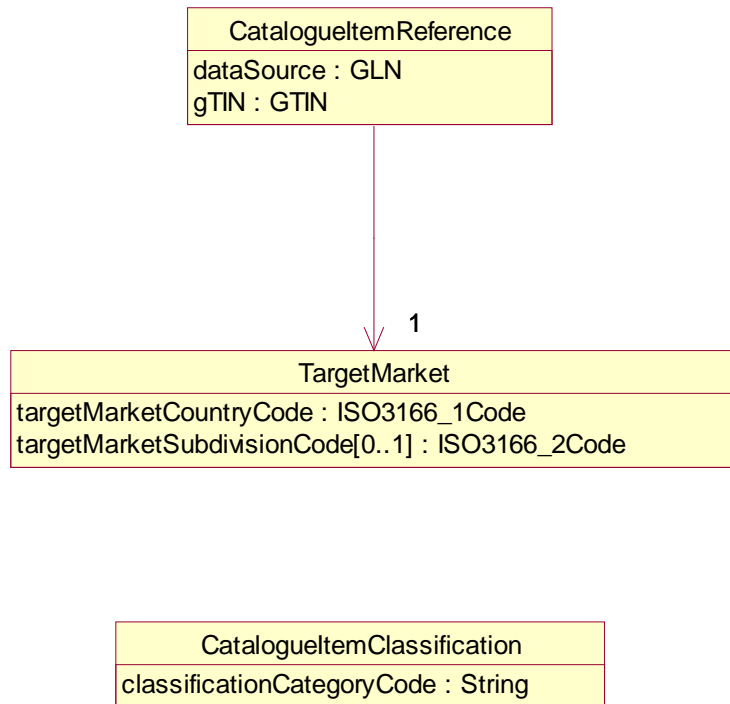 CatalogueItemReference
dataSource : GLN
gTIN : GTIN
1
TargetMarket
targetMarketCountryCode : ISO3166_1Code
targetMarketSubdivisionCode[0..1] : ISO3166_2Code
CatalogueItemClassification
classificationCategoryCode : String